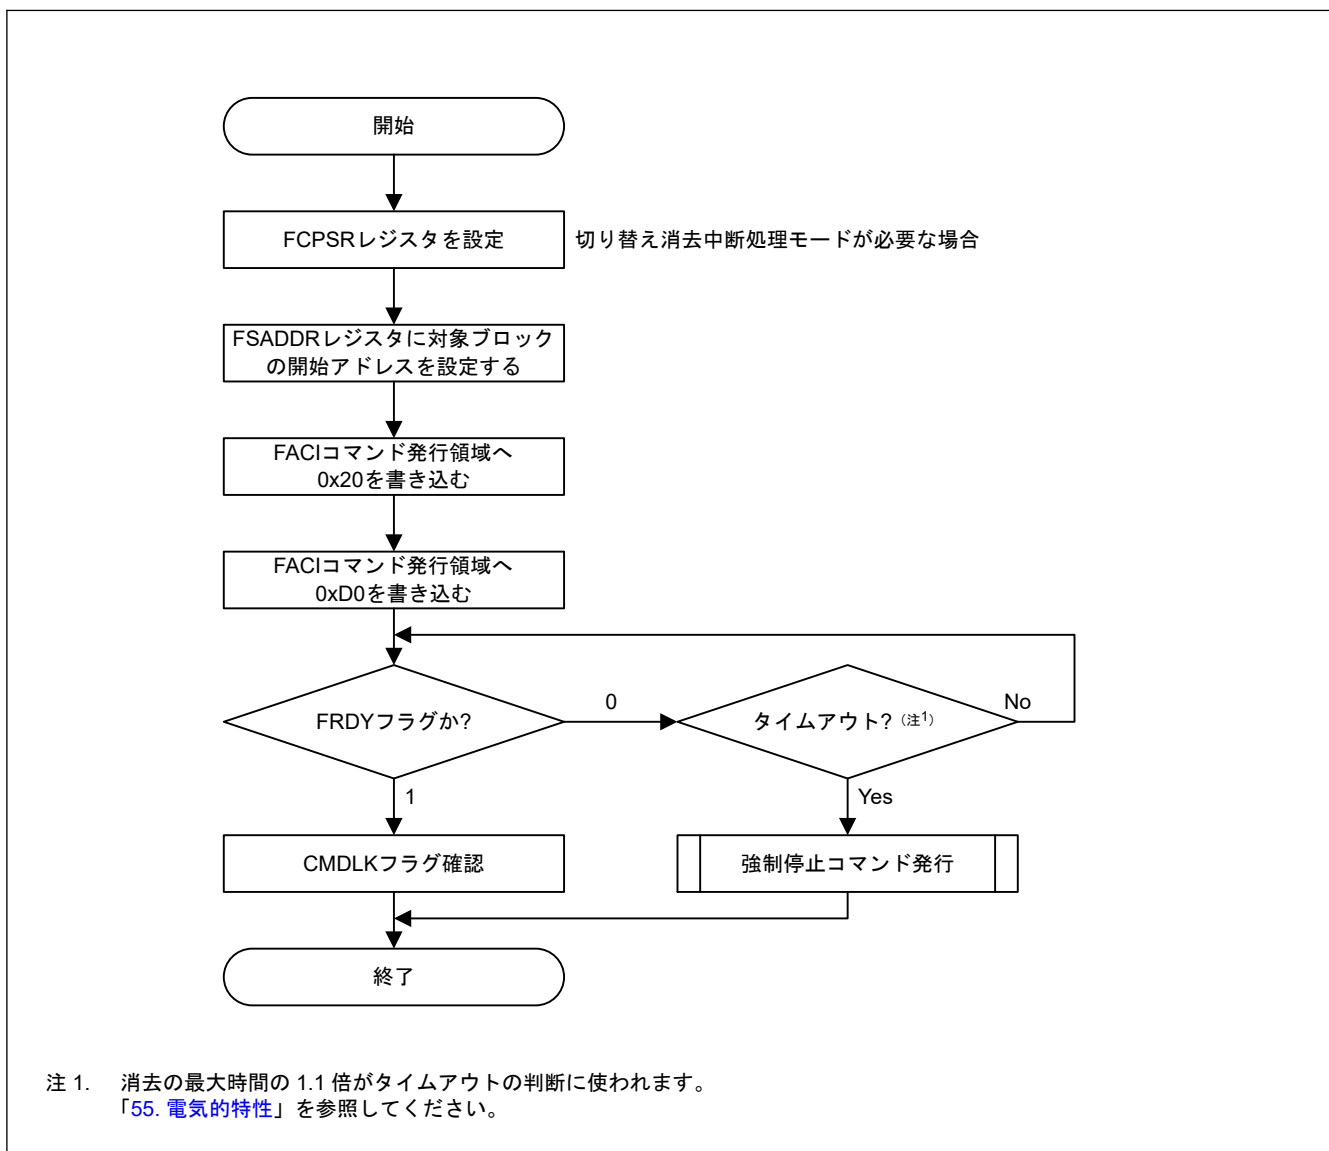 開始
FCPSRレジスタを設定
切り替え消去中断処理モードが必要な場合
FSADDRレジスタに対象ブロック
の開始アドレスを設定する
FACIコマンド発行領域へ
0x20を書き込む
FACIコマンド発行領域へ
0xD0を書き込む
FRDYフラグか?
0
タイムアウト?（注1）
No
1
Yes
CMDLKフラグ確認
強制停止コマンド発行
終了
注 1. 消去の最大時間の 1.1 倍がタイムアウトの判断に使われます。
「55. 電気的特性」を参照してください。